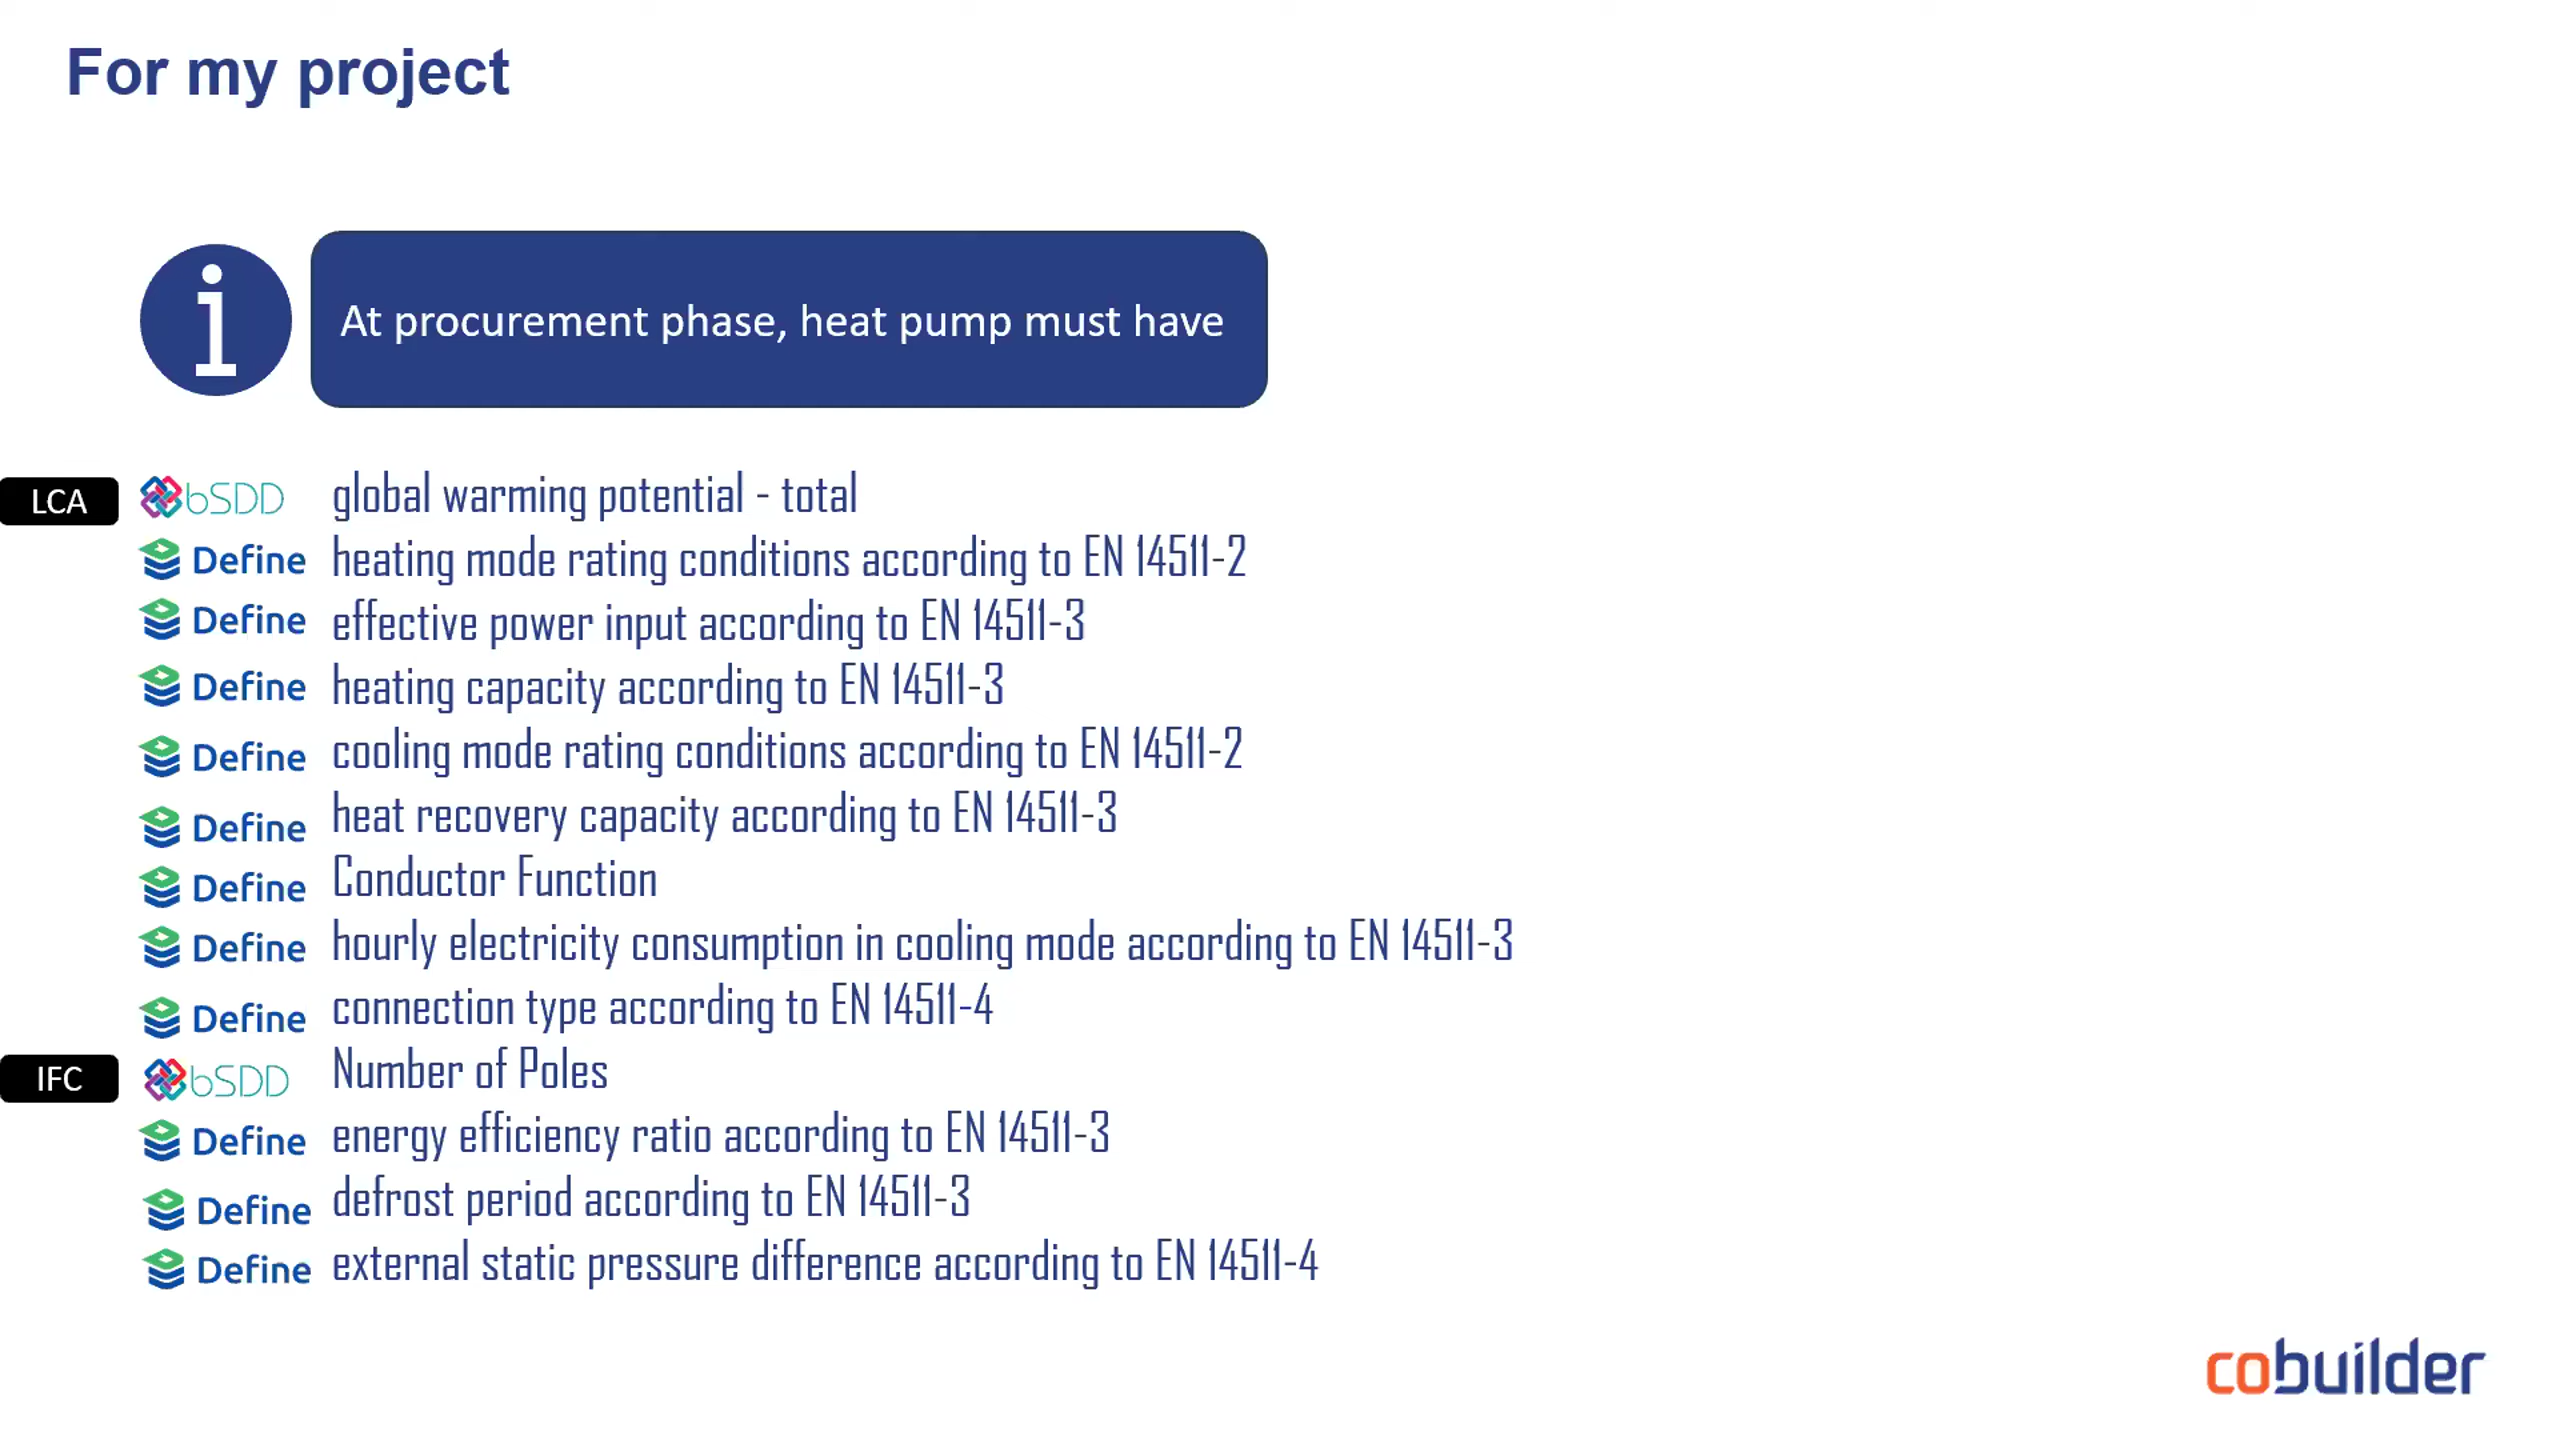 For my project
i
At procurement phase, heat pump must have
LCA bSDD global warming potential - total
Define heating mode rating conditions according to EN 14511-2
Define effective power input according to EN 14511-3
Define heating capacity according to EN 14511-3
Define cooling mode rating conditions according to EN 14511-2
Define heat recovery capacity according to EN 14511-3
Define Conductor Function
Define hourly electricity consumption in cooling mode according to EN 14511-3
Define connection type according to EN 14511-4
IFC bSDD Number of Poles
Define energy efficiency ratio according to EN 14511-3
Define defrost period according to EN 14511-3
Define external static pressure difference according to EN 14511-4
cobuilder